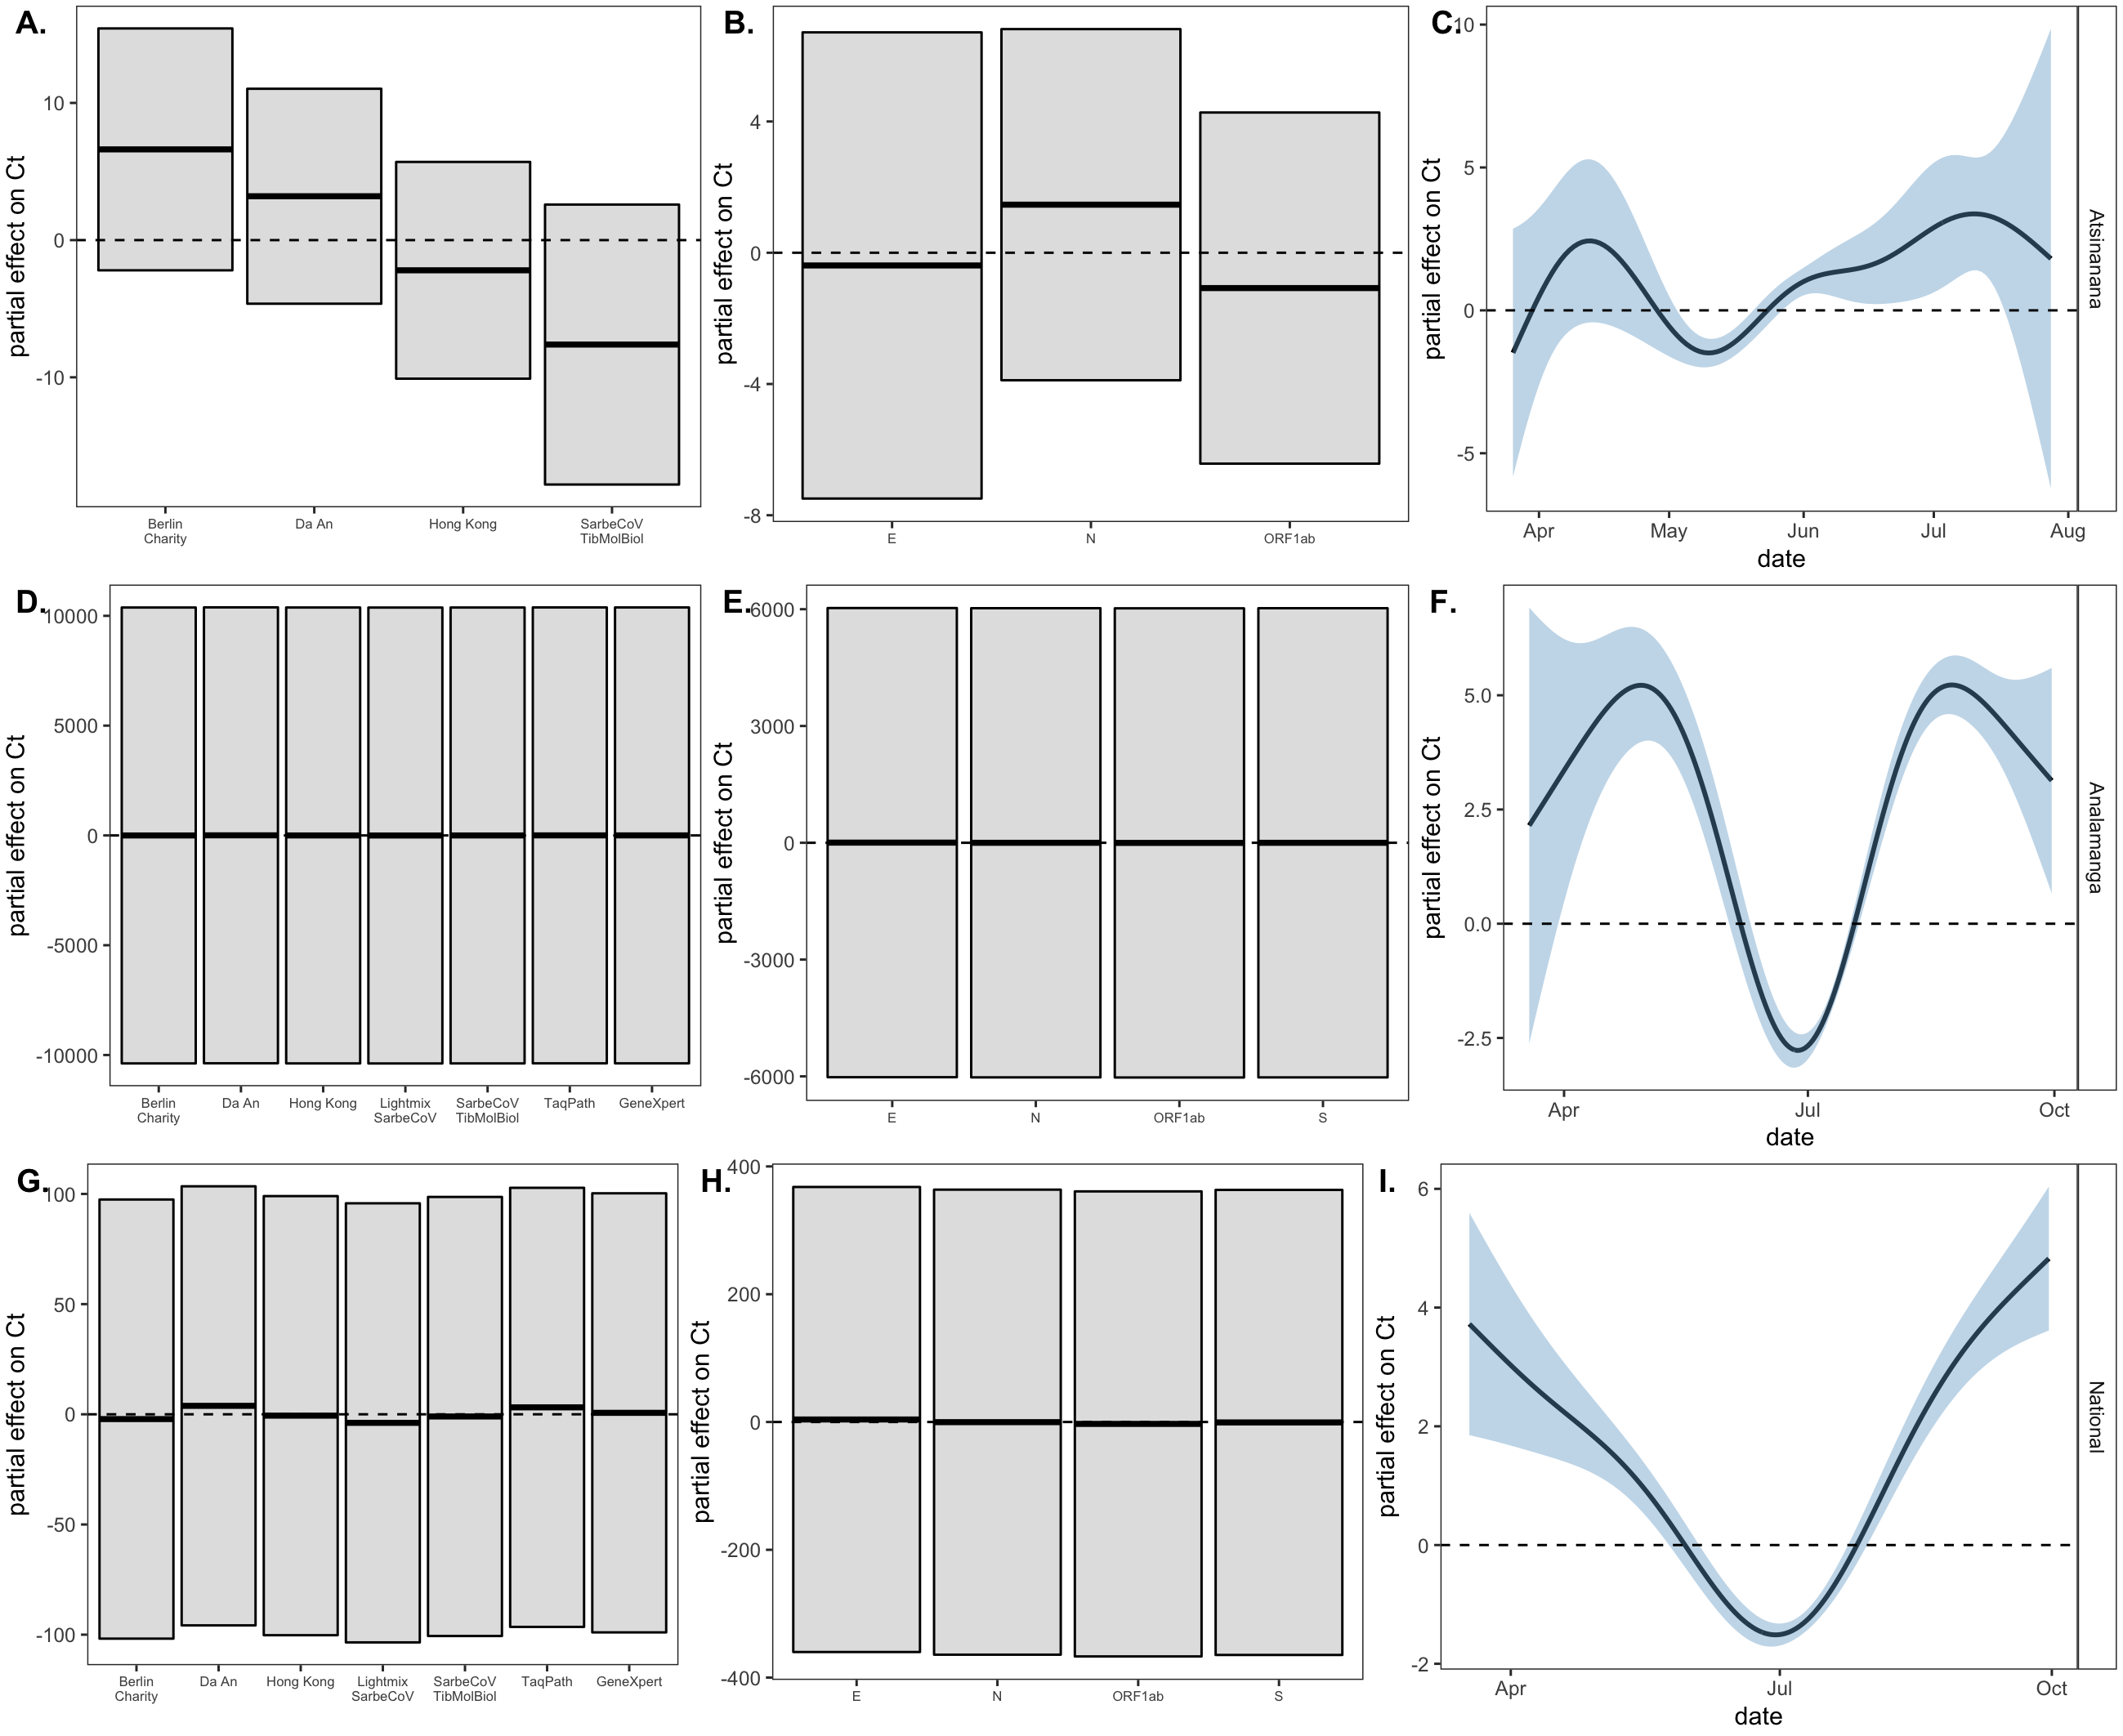 A.
partial effect on Ct
10
0
-10
Berlin
Charity
Da An
Hong Kong
SarbeCoV
TibMolBiol
B.
partial effect on Ct
4
0
-4
-8
E
N
ORF1ab
C.
partial effect on Ct
10
5
0
-5
Apr
May
Jun
Jul
Aug
date
Atsinanana
D.
partial effect on Ct
10000
5000
0
-5000
-10000
Berlin
Charity
Da An
Hong Kong
Lightmix
SarbeCoV
SarbeCoV
TibMolBiol
TaqPath
GeneXpert
E.
partial effect on Ct
6000
3000
0
-3000
-6000
E
N
ORF1ab
S
F.
partial effect on Ct
5.0
2.5
0.0
-2.5
Apr
Jul
Oct
date
Analamanga
G.
partial effect on Ct
100
50
0
-50
-100
Berlin
Charity
Da An
Hong Kong
Lightmix
SarbeCoV
SarbeCoV
TibMolBiol
TaqPath
GeneXpert
H.
partial effect on Ct
400
200
0
-200
-400
E
N
ORF1ab
S
I.
partial effect on Ct
6
4
2
0
-2
Apr
Jul
Oct
date
National